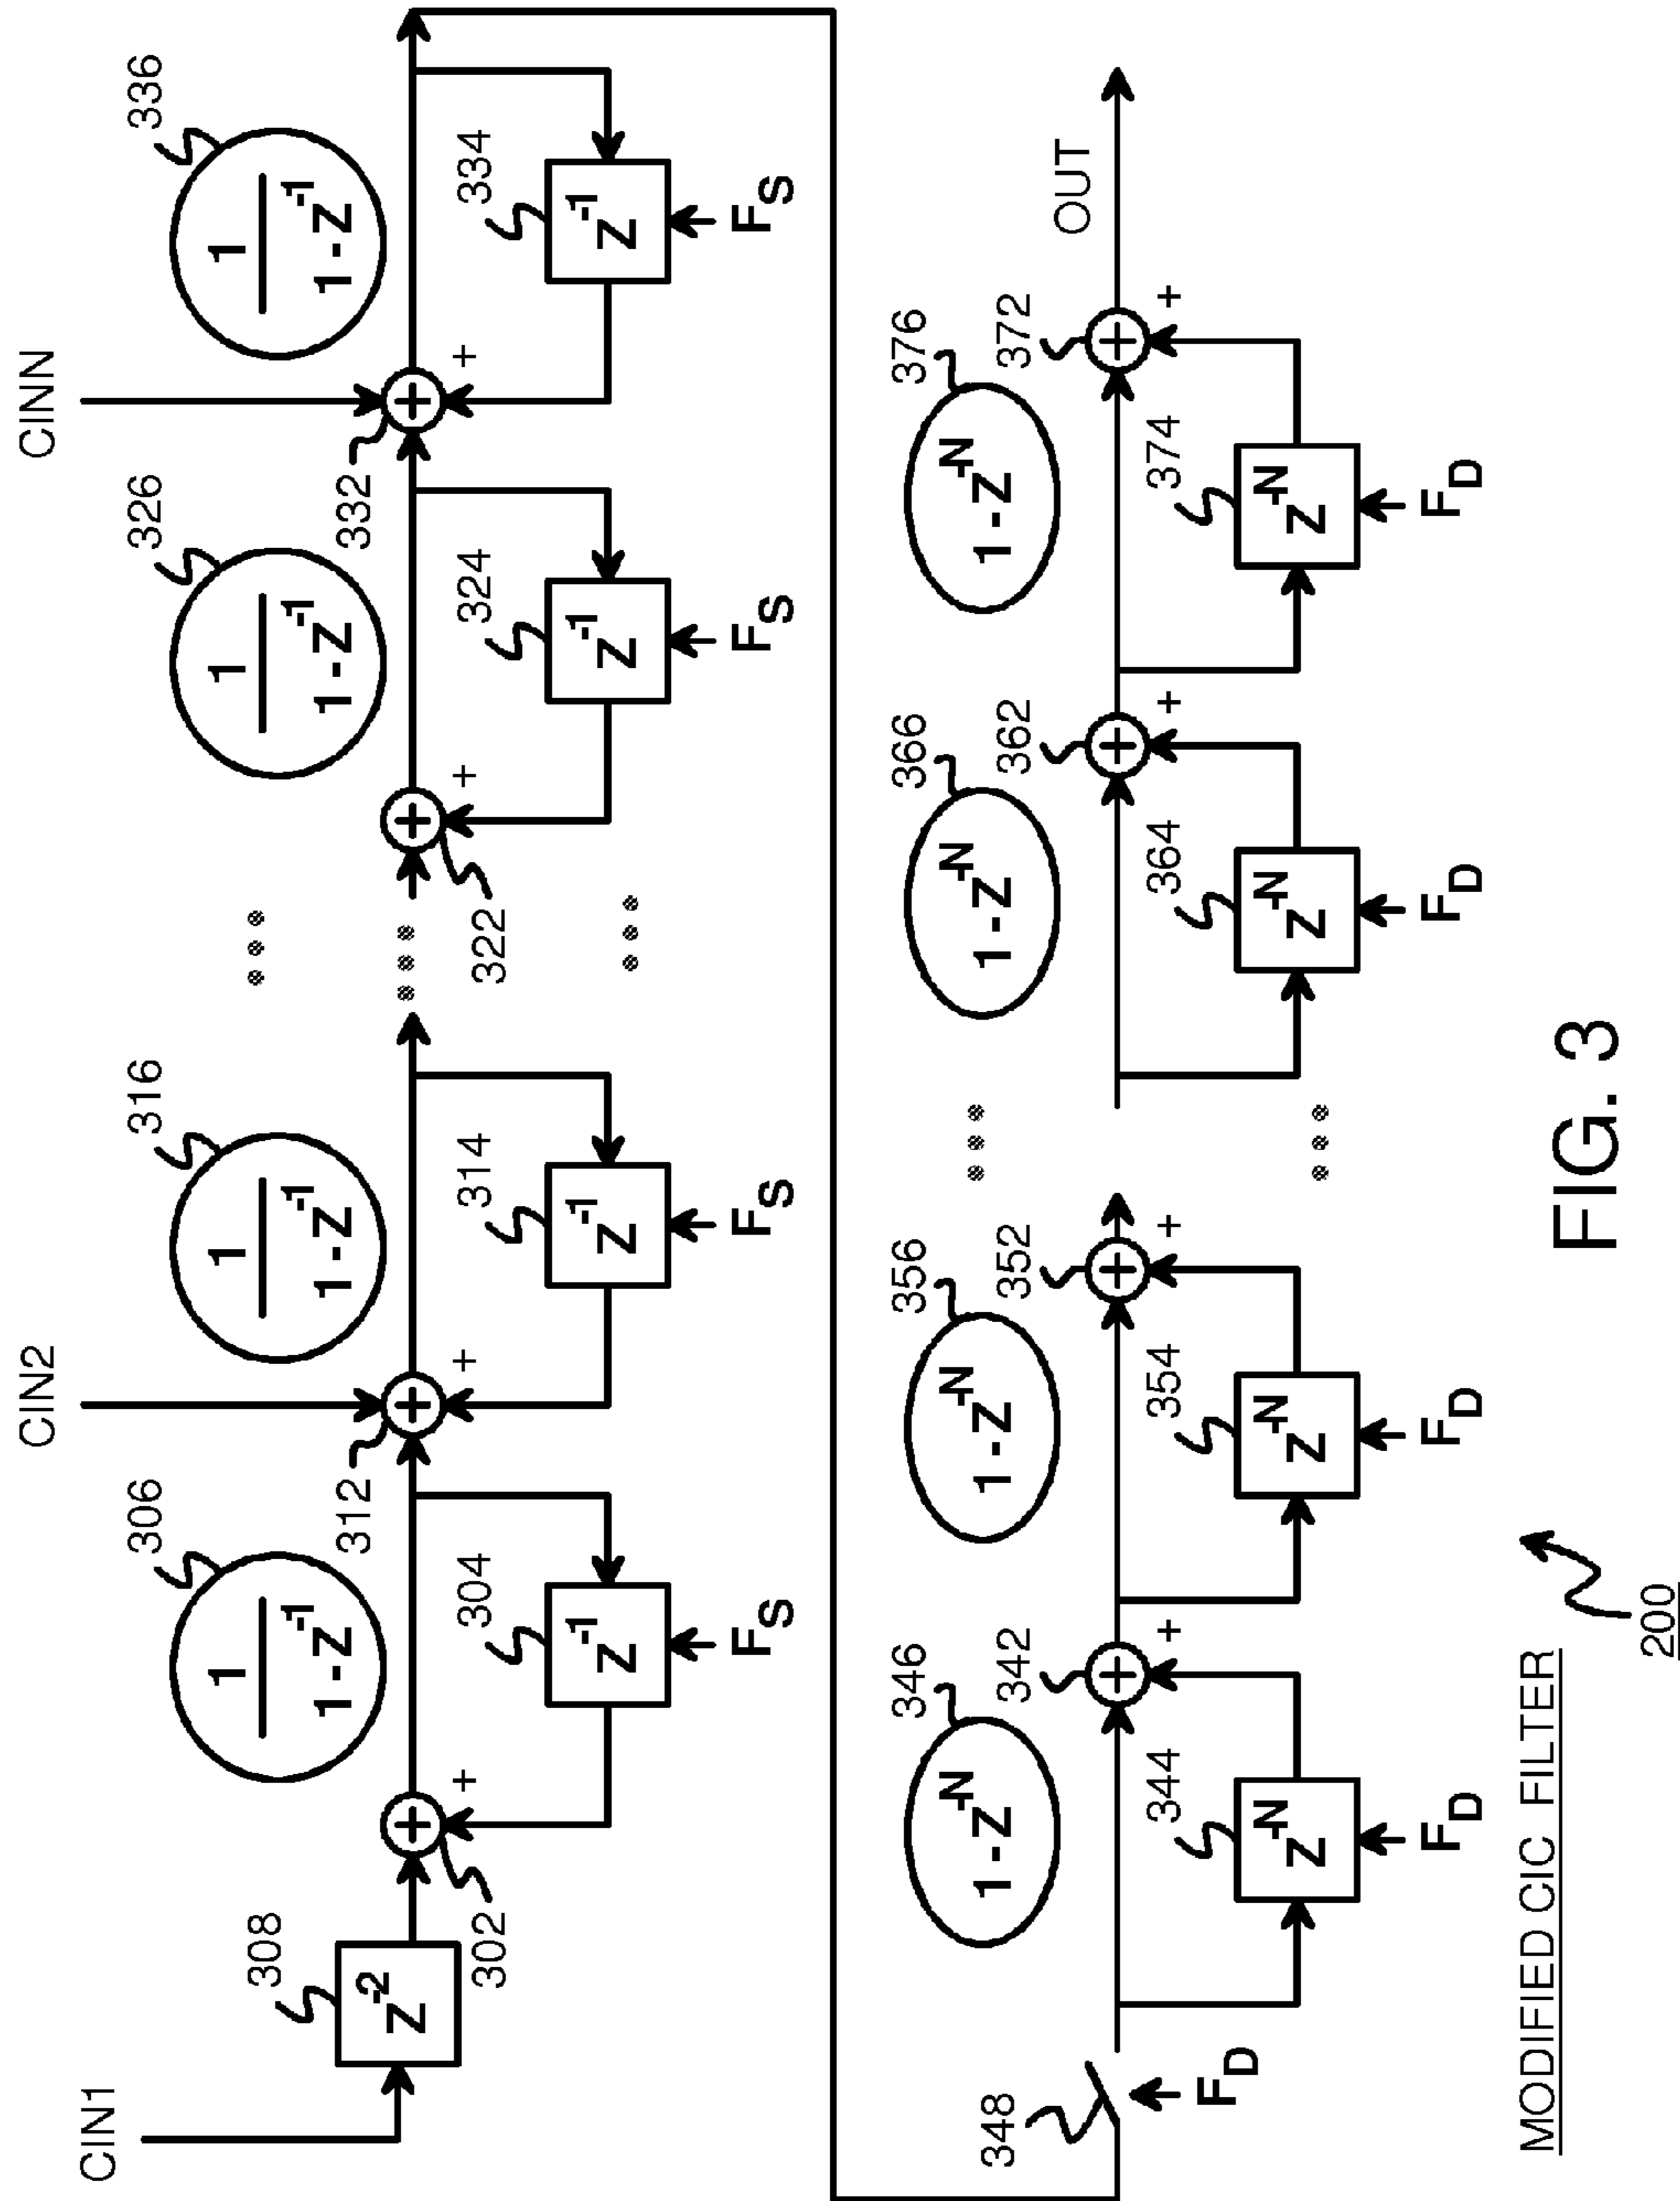 CIN1
CIN2
CINN
306
316
326
336
1
1-Z^-1
1
1-Z^-1
1
1-Z^-1
1
1-Z^-1
308
Z^-2
302
+
312
+
322
+
332
+
304
Z^-1
314
Z^-1
324
Z^-1
334
Z^-1
FS
FS
FS
FS
346
356
366
376
1-Z^-N
1-Z^-N
1-Z^-N
1-Z^-N
342
352
362
372
OUT
348
FD
+
+
+
+
344
Z^-N
354
Z^-N
364
Z^-N
374
Z^-N
FD
FD
FD
FD
MODIFIED CIC FILTER
200
FIG. 3